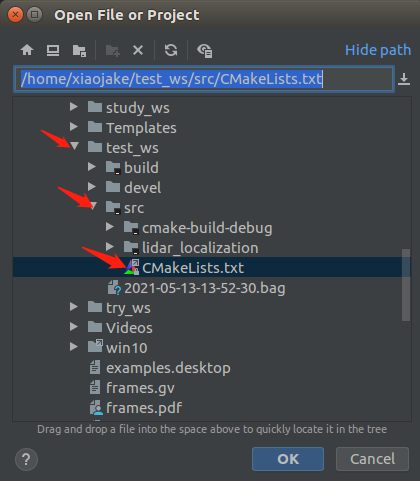 Open File or Project
Hide path
/home/xiaojake/test_ws/src/CMakeLists.txt
study_ws
Templates
test_ws
build
devel
src
cmake-build-debug
lidar_localization
CMakeLists.txt
2021-05-13-13-52-30.bag
try_ws
Videos
win10
examples.desktop
frames.gv
frames.pdf
Drag and drop a file into the space above to quickly locate it in the tree
?
OK
Cancel